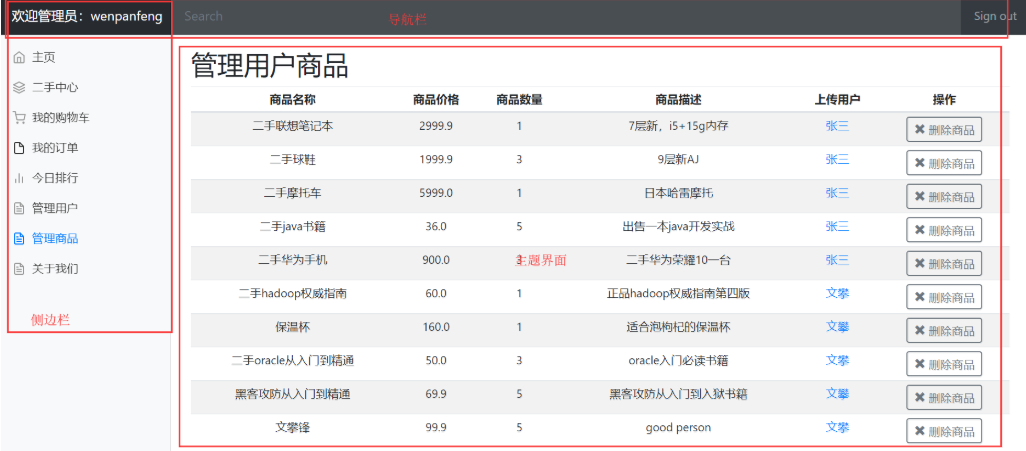 欢迎管理员：wenpanfeng Search 导航栏 Sign out
主页
二手中心
我的购物车
我的订单
今日排行
管理用户
管理商品
关于我们
侧边栏
管理用户商品
商品名称 商品价格 商品数量 商品描述 上传用户 操作
二手联想笔记本 2999.9 1 7层新，i5+15g内存 张三 删除商品
二手球鞋 1999.9 3 9层新AJ 张三 删除商品
二手摩托车 5999.0 1 日本哈雷摩托 张三 删除商品
二手java书籍 36.0 5 出售一本java开发实战 张三 删除商品
二手华为手机 900.0 主题界面 二手华为荣耀10一台 张三 删除商品
二手hadoop权威指南 60.0 1 正品hadoop权威指南第四版 文攀 删除商品
保温杯 160.0 1 适合泡枸杞的保温杯 文攀 删除商品
二手oracle从入门到精通 50.0 3 oracle入门必读书籍 文攀 删除商品
黑客攻防从入门到精通 69.9 5 黑客攻防从入门到入狱书籍 文攀 删除商品
文攀锋 99.9 5 good person 文攀 删除商品